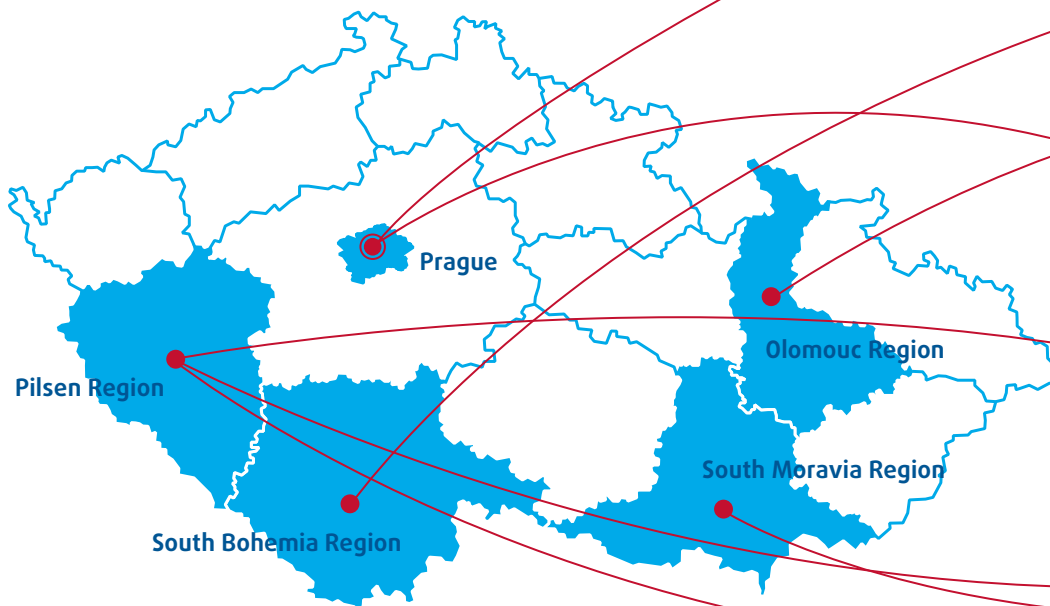 Prague
Olomouc Region
Pilsen Region
South Moravia Region
South Bohemia Region